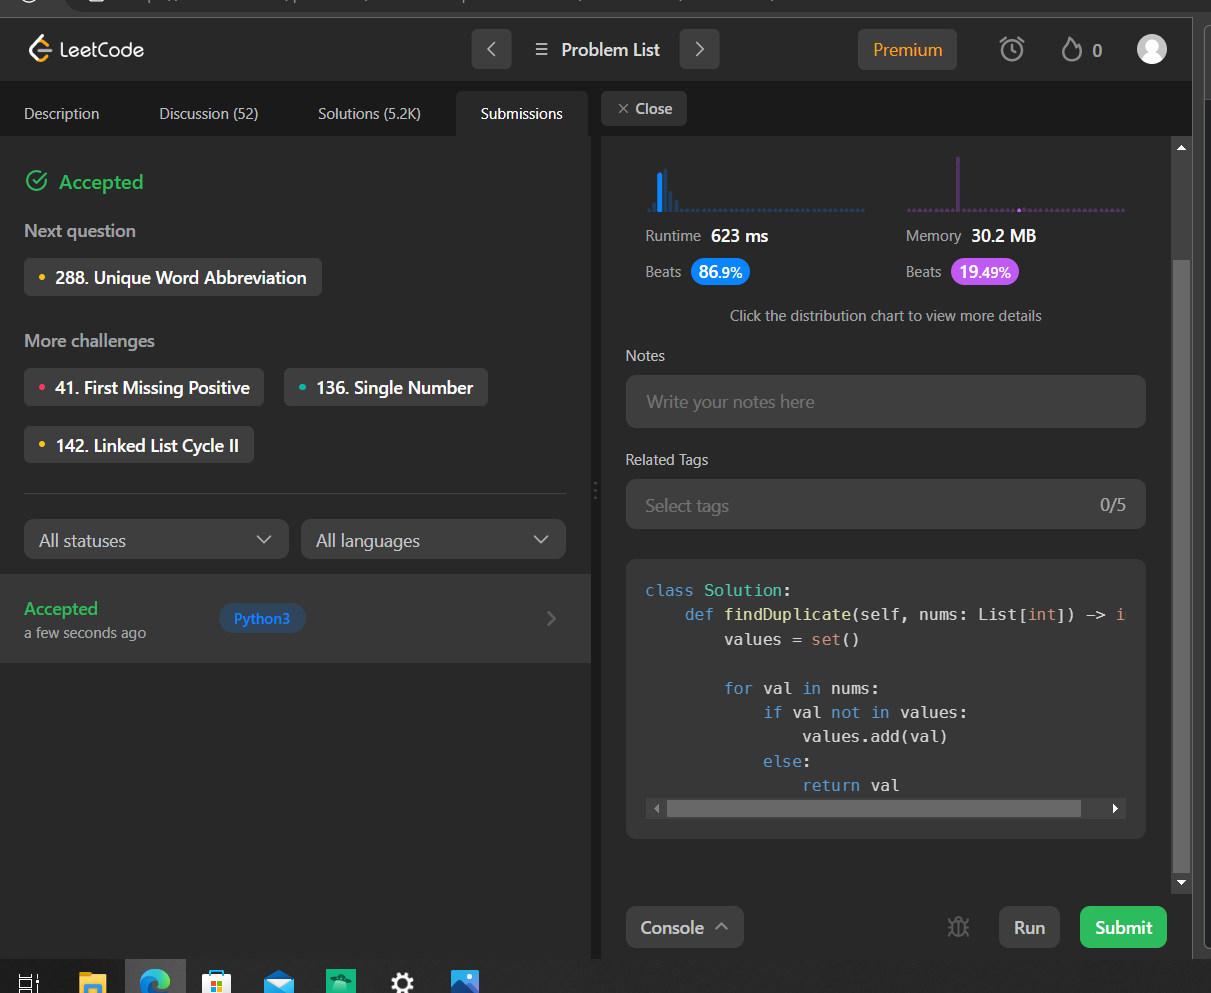 LeetCode
Problem List
Premium
0
Description
Discussion (52)
Solutions (5.2K)
Submissions
Close
Accepted
Next question
288. Unique Word Abbreviation
More challenges
41. First Missing Positive
136. Single Number
142. Linked List Cycle II
All statuses
All languages
Accepted
a few seconds ago
Python3
Runtime 623 ms
Beats 86.9%
Memory 30.2 MB
Beats 19.49%
Click the distribution chart to view more details
Notes
Write your notes here
Related Tags
Select tags
0/5
class Solution:
    def findDuplicate(self, nums: List[int]) -> i
        values = set()

        for val in nums:
            if val not in values:
                values.add(val)
            else:
                return val
Console
Run
Submit